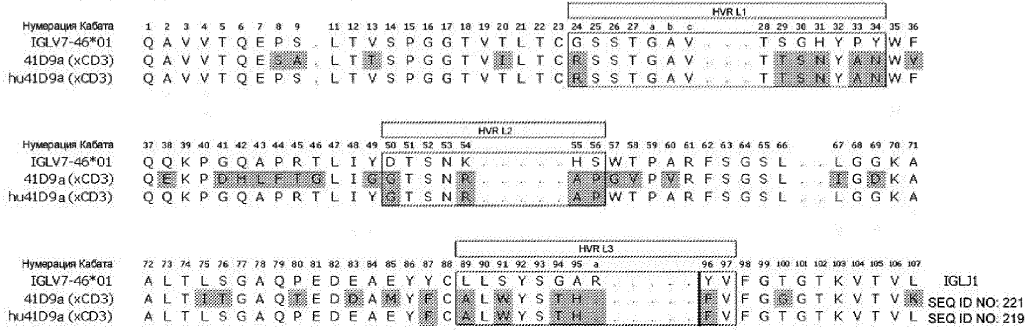 HVR L1
Нумерация Кабата 1 2 3 4 5 6 7 8 9 11 12 13 14 15 16 17 18 19 20 21 22 23 24 25 26 27 a b c 28 29 30 31 32 33 34 35 36
IGLV7-46*01 Q A V V T Q E P S . L T V S P G G T V T L T C G S S T G A V . . . T S G H Y P Y W F
41D9a (xCD3) Q A V V T Q E S A . L T T S P G G T V I L T C R S S T G A V . . . T T S N Y A N W V
hu41D9a (xCD3) Q A V V T Q E P S . L T V S P G G T V T L T C R S S T G A V . . . T T S N Y A N W F
HVR L2
Нумерация Кабата 37 38 39 40 41 42 43 44 45 46 47 48 49 50 51 52 53 54 55 56 57 58 59 60 61 62 63 64 65 66 67 68 69 70 71
IGLV7-46*01 Q Q K P G Q A P R T L I Y D T S N K . . . . . . H S W T P A R F S G S L . . L G G K A
41D9a (xCD3) Q E K P D H L F T G L I G G T S N R . . . . . . A P G V P V R F S G S L . . I G D K A
hu41D9a (xCD3) Q Q K P G Q A P R T L I Y G T S N R . . . . . . A P W T P A R F S G S L . . L G G K A
HVR L3
Нумерация Кабата 72 73 74 75 76 77 78 79 80 81 82 83 84 85 86 87 88 89 90 91 92 93 94 95 a 96 97 98 99 100 101 102 103 104 105 106 107
IGLV7-46*01 A L T L S G A Q P E D E A E Y Y C L L S Y S G A R . . . . . Y V F G T G T K V T V L IGLJ1
41D9a (xCD3) A L T I T G A Q T E D D A M Y F C A L W Y S T H . . . . . . F V F G G G T K V T V K SEQ ID NO: 221
hu41D9a (xCD3) A L T L S G A Q P E D E A E Y F C A L W Y S T H . . . . . . F V F G T G T K V T V L SEQ ID NO: 219